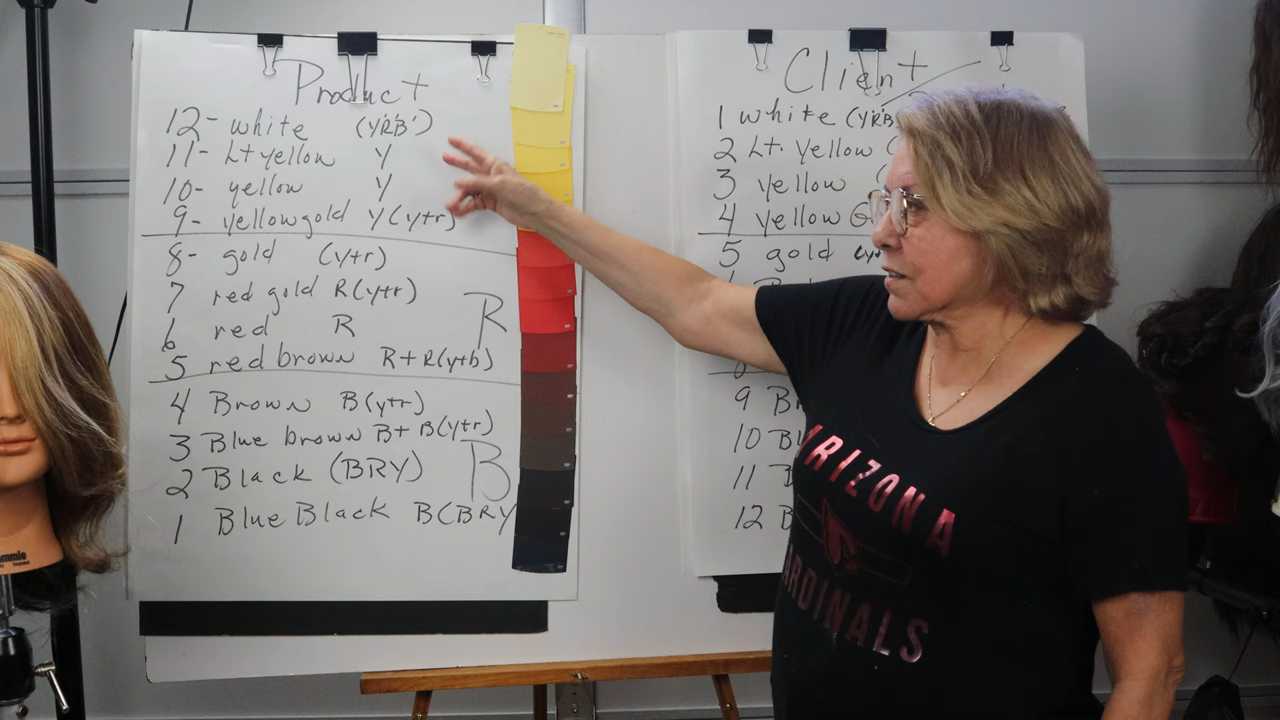 Product
12- white (Y'R'B')
11- Lt yellow Y
10- yellow Y
9- yellow gold Y(y+r)
8- gold (y+r)
7 red gold R(y+r)
6 red R
R
5 red brown R+R(y+b)
4 Brown B(y+r)
3 Blue brown B+B(y+r)
B
2 Black (BRY)
1 Blue Black B(BRY
Client
1 white (YRB
2 Lt. Yellow
3 yellow
4 yellow G
5 gold
9
10
11
12
ARIZONA
CARDINALS